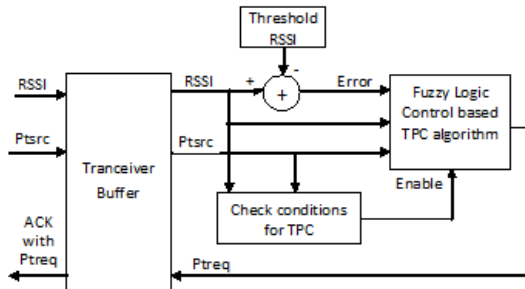 Threshold
RSSI
RSSI
RSSI
+
-
+
Error
Fuzzy Logic
Control based
TPC algorithm
Ptsrc
Ptsrc
Tranceiver
Buffer
Enable
Check conditions
for TPC
ACK
with
Ptreq
Ptreq